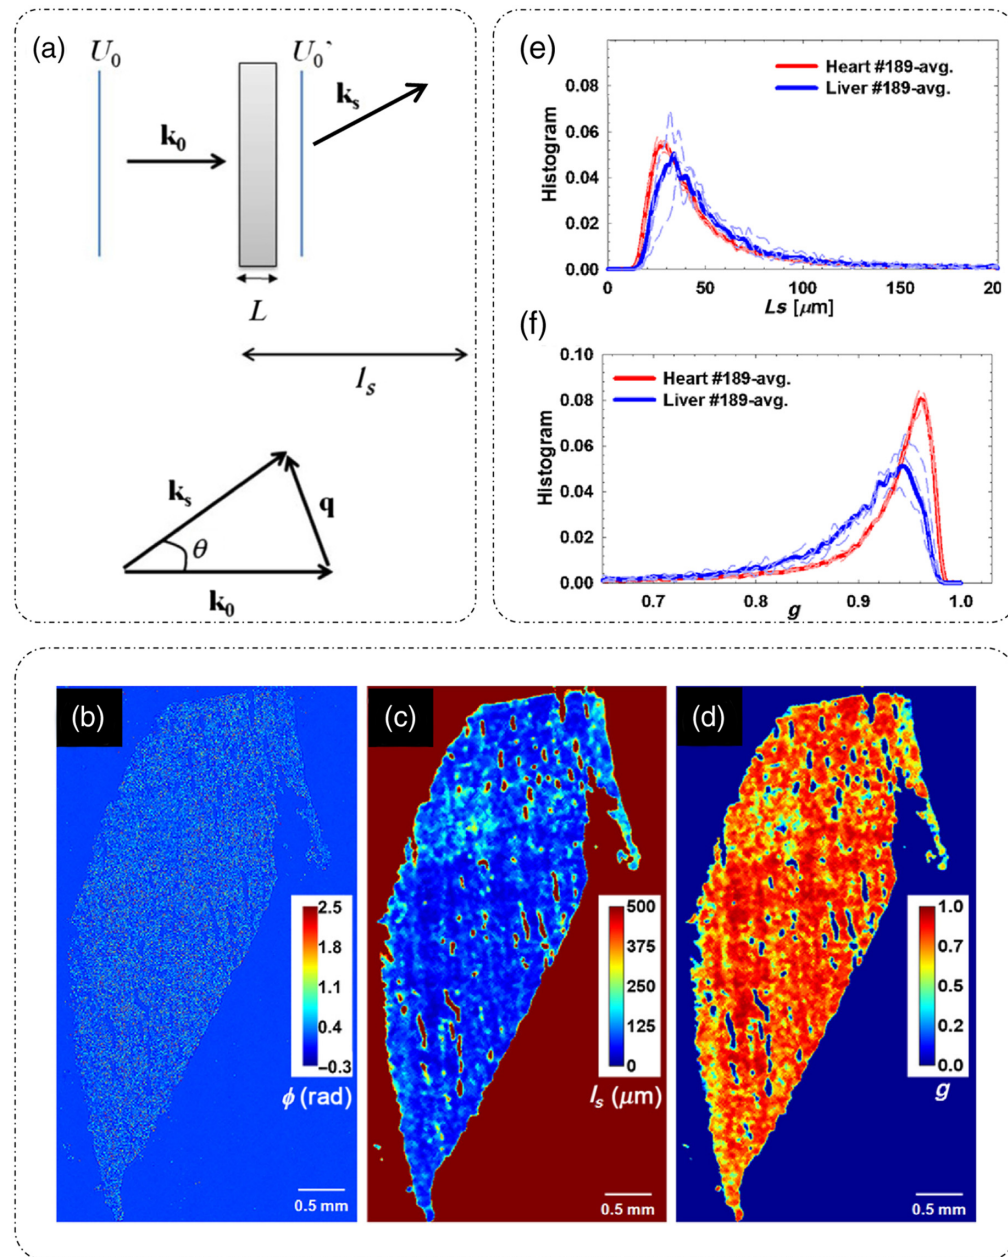 (a)
U₀
U₀`
kₛ
k₀
L
lₛ
kₛ
q
θ
k₀
(e)
Heart #189-avg.
Liver #189-avg.
Histogram
0.08
0.06
0.04
0.02
0.00
0
50
100
150
20
Ls [μm]
(f)
Heart #189-avg.
Liver #189-avg.
Histogram
0.10
0.08
0.06
0.04
0.02
0.00
0.7
0.8
0.9
1.0
g
(b)
2.5
1.8
1.1
0.4
–0.3
ϕ (rad)
0.5 mm
(c)
500
375
250
125
0
lₛ (μm)
0.5 mm
(d)
1.0
0.7
0.5
0.2
0.0
g
0.5 mm